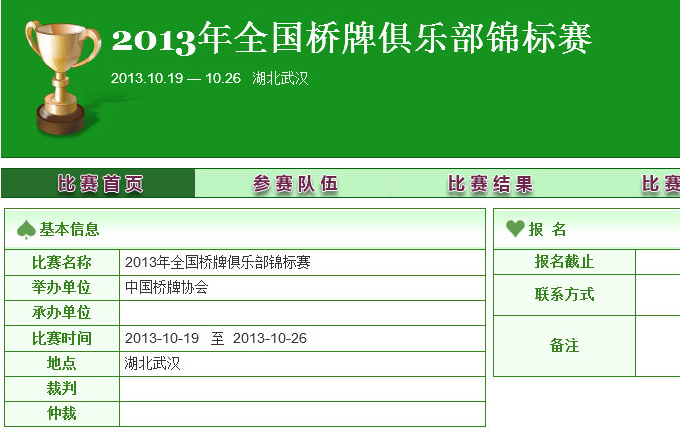 2013年全国桥牌俱乐部锦标赛
2013.10.19 — 10.26 湖北武汉
比赛首页 参赛队伍 比赛结果 比赛
基本信息
比赛名称 2013年全国桥牌俱乐部锦标赛
举办单位 中国桥牌协会
承办单位
比赛时间 2013-10-19 至 2013-10-26
地点 湖北武汉
裁判
仲裁
报 名
报名截止
联系方式
备注